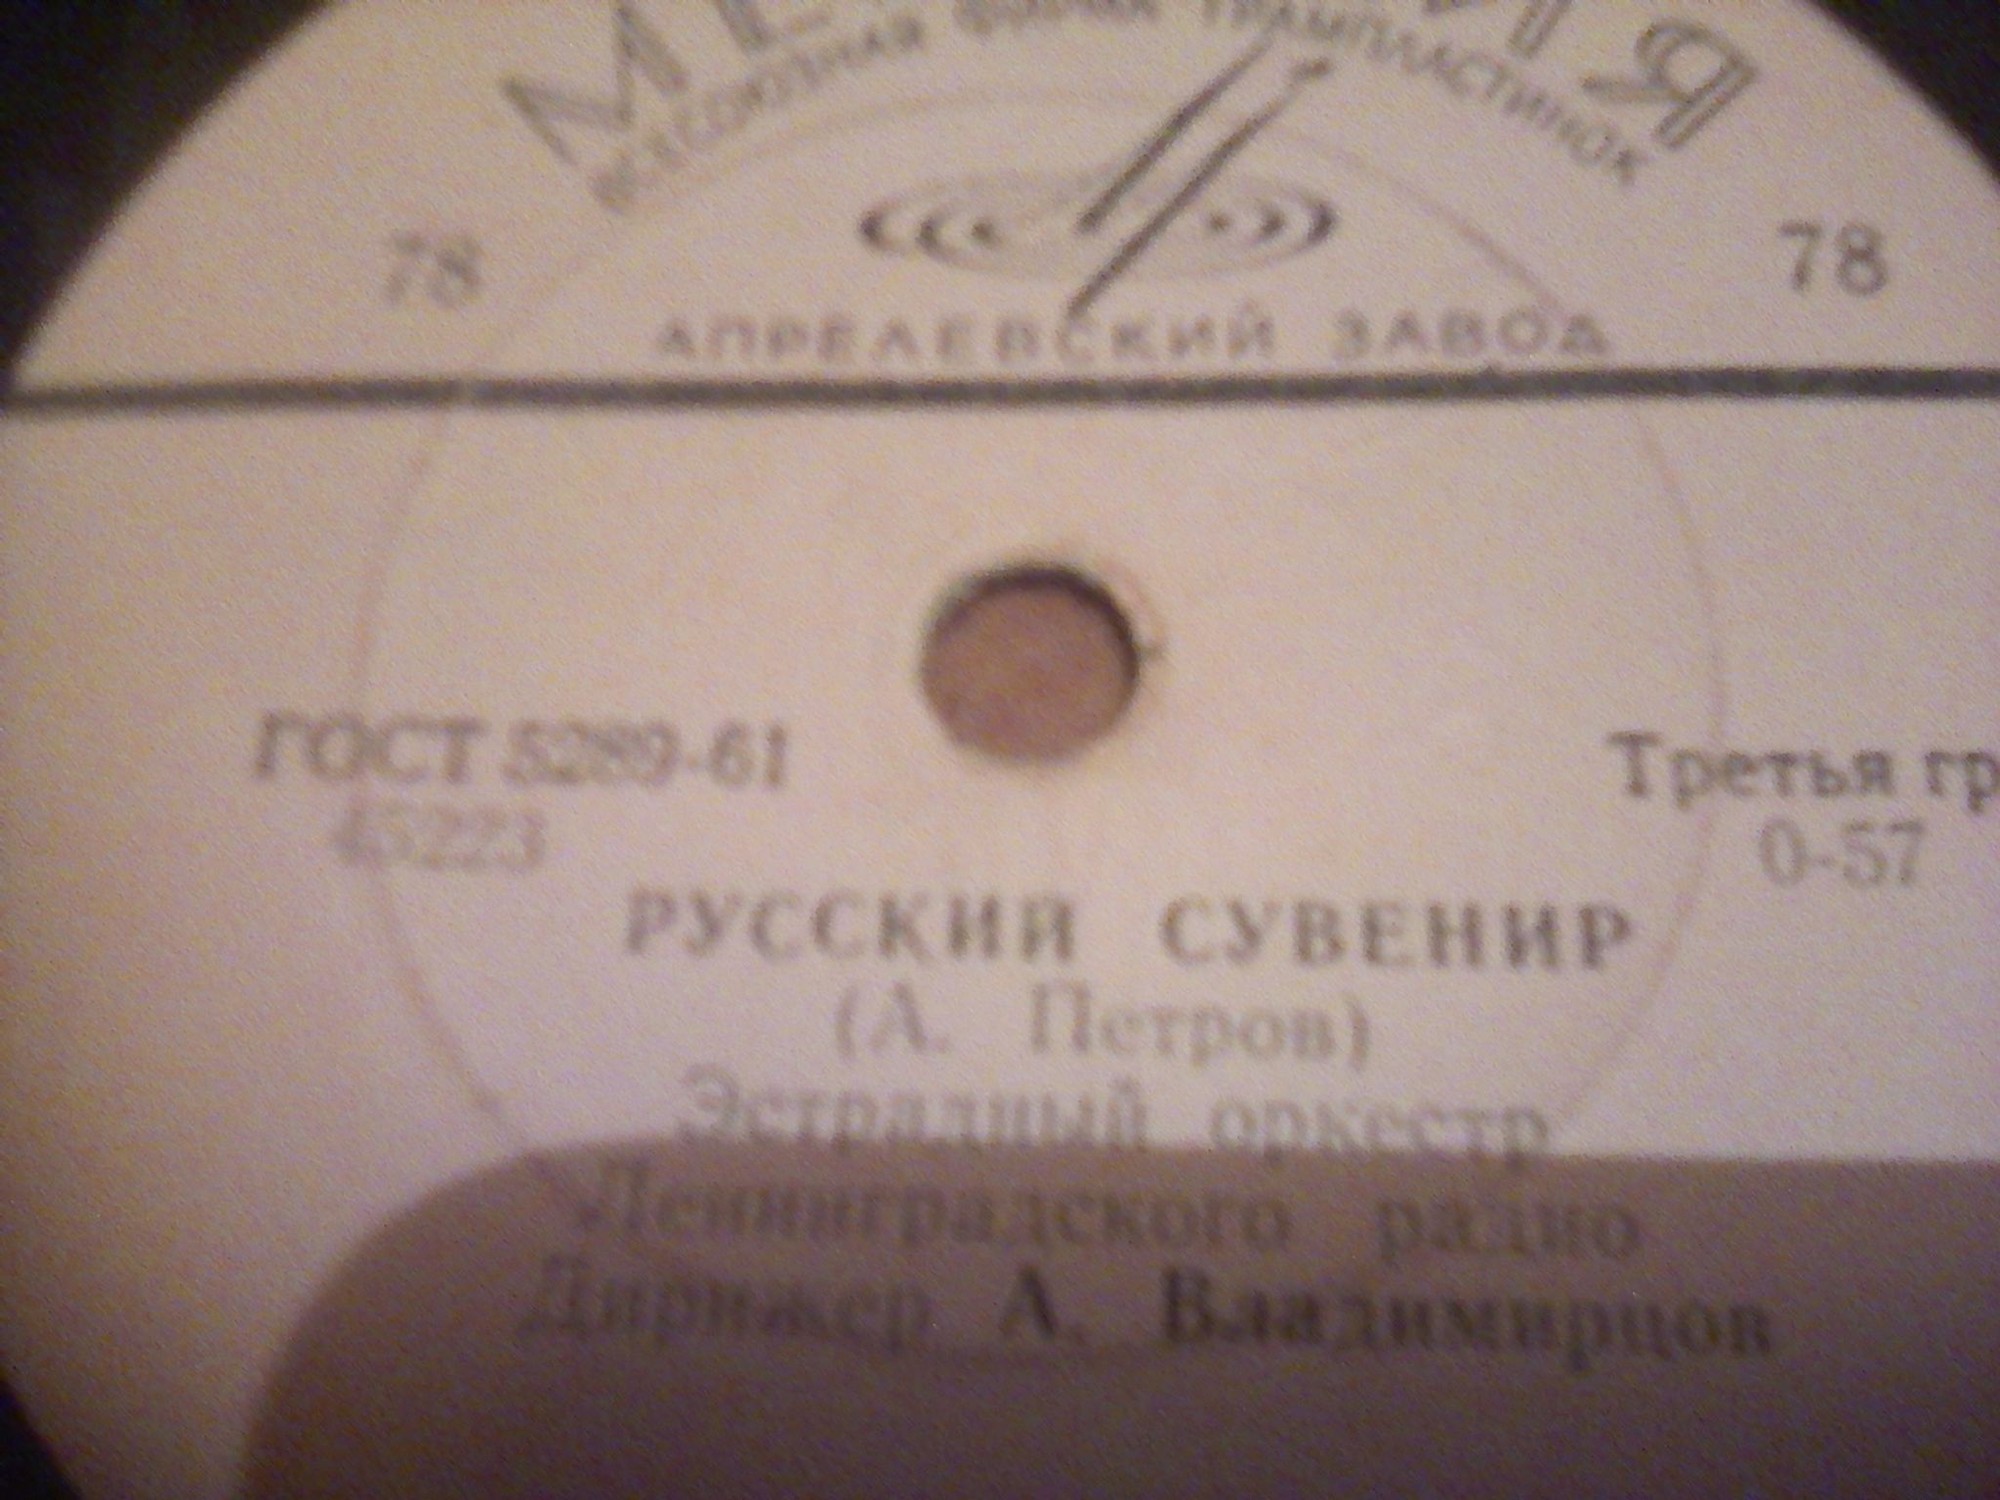 ВСЕСОЮЗНАЯ ФИРМА ГРАМПЛАСТИНОК
78 78
АПРЕЛЕВСКИЙ ЗАВОД
ГОСТ 5289-61 Третья гр
45223 0-57
РУССКИЙ СУВЕНИР
(А. Петров)
Эстрадный оркестр
Ленинградского радио
Дирижер А. Владимирцов